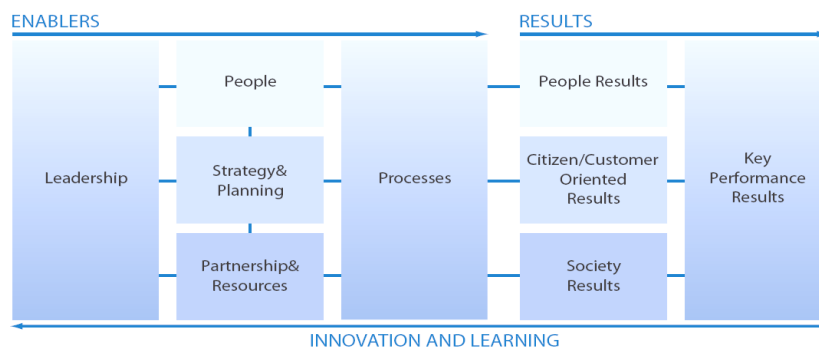 ENABLERS
RESULTS
People
People Results
Leadership
Strategy&
Planning
Processes
Citizen/Customer
Oriented
Results
Key
Performance
Results
Partnership&
Resources
Society
Results
INNOVATION AND LEARNING